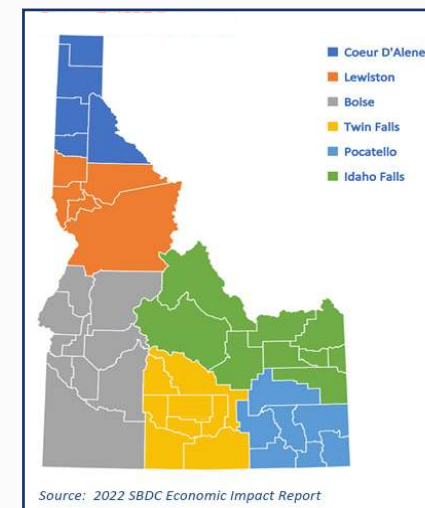 Coeur D'Alene
Lewiston
Boise
Twin Falls
Pocatello
Idaho Falls
Source: 2022 SBDC Economic Impact Report